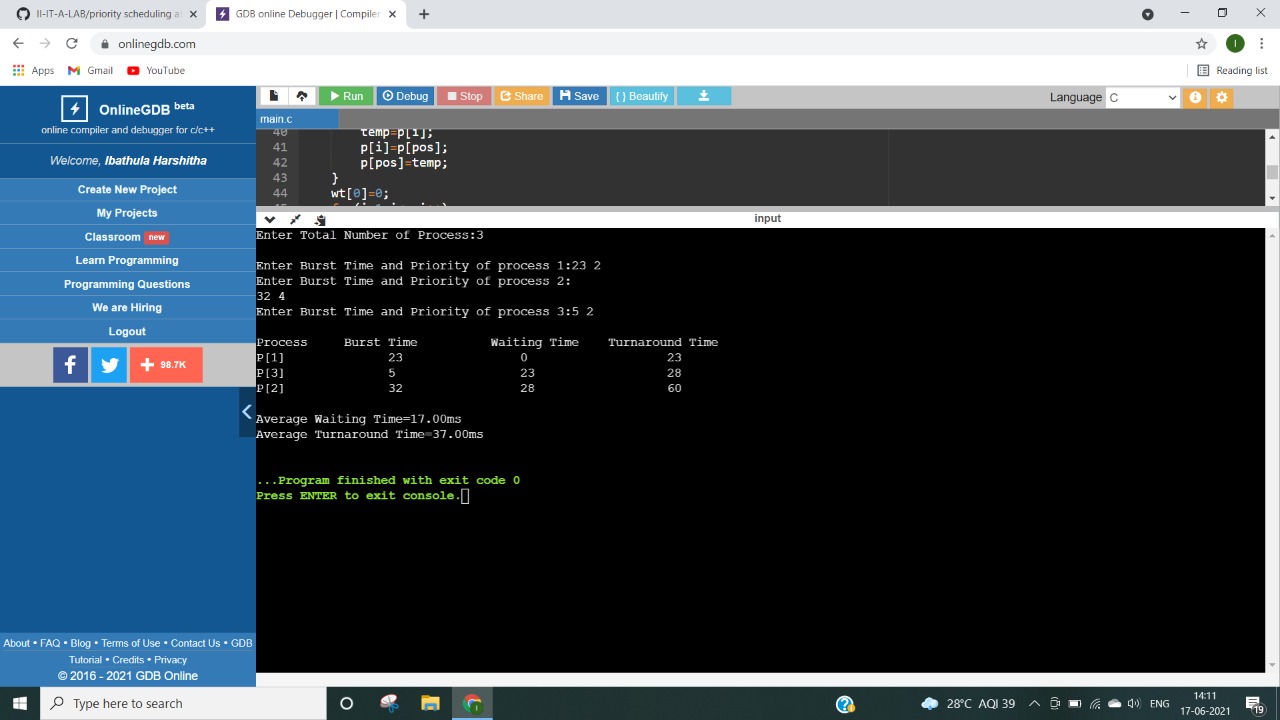 II-IT-A-LAB/priority scheduling a
GDB online Debugger | Compiler
onlinegdb.com
I
Apps
Gmail
YouTube
Reading list
OnlineGDB beta
online compiler and debugger for c/c++
Welcome, Ibathula Harshitha
Create New Project
My Projects
Classroom new
Learn Programming
Programming Questions
We are Hiring
Logout
98.7K
About • FAQ • Blog • Terms of Use • Contact Us • GDB
Tutorial • Credits • Privacy
© 2016 - 2021 GDB Online
Run Debug Stop Share Save { } Beautify
Language C
main.c
40 temp=p[i];
41 p[i]=p[pos];
42 p[pos]=temp;
43 }
44 wt[0]=0;
input
Enter Total Number of Process:3
Enter Burst Time and Priority of process 1:23 2
Enter Burst Time and Priority of process 2:
32 4
Enter Burst Time and Priority of process 3:5 2
Process Burst Time Waiting Time Turnaround Time
P[1] 23 0 23
P[3] 5 23 28
P[2] 32 28 60
Average Waiting Time=17.00ms
Average Turnaround Time=37.00ms
...Program finished with exit code 0
Press ENTER to exit console.
Type here to search
28°C AQI 39
ENG
14:11
17-06-2021
19